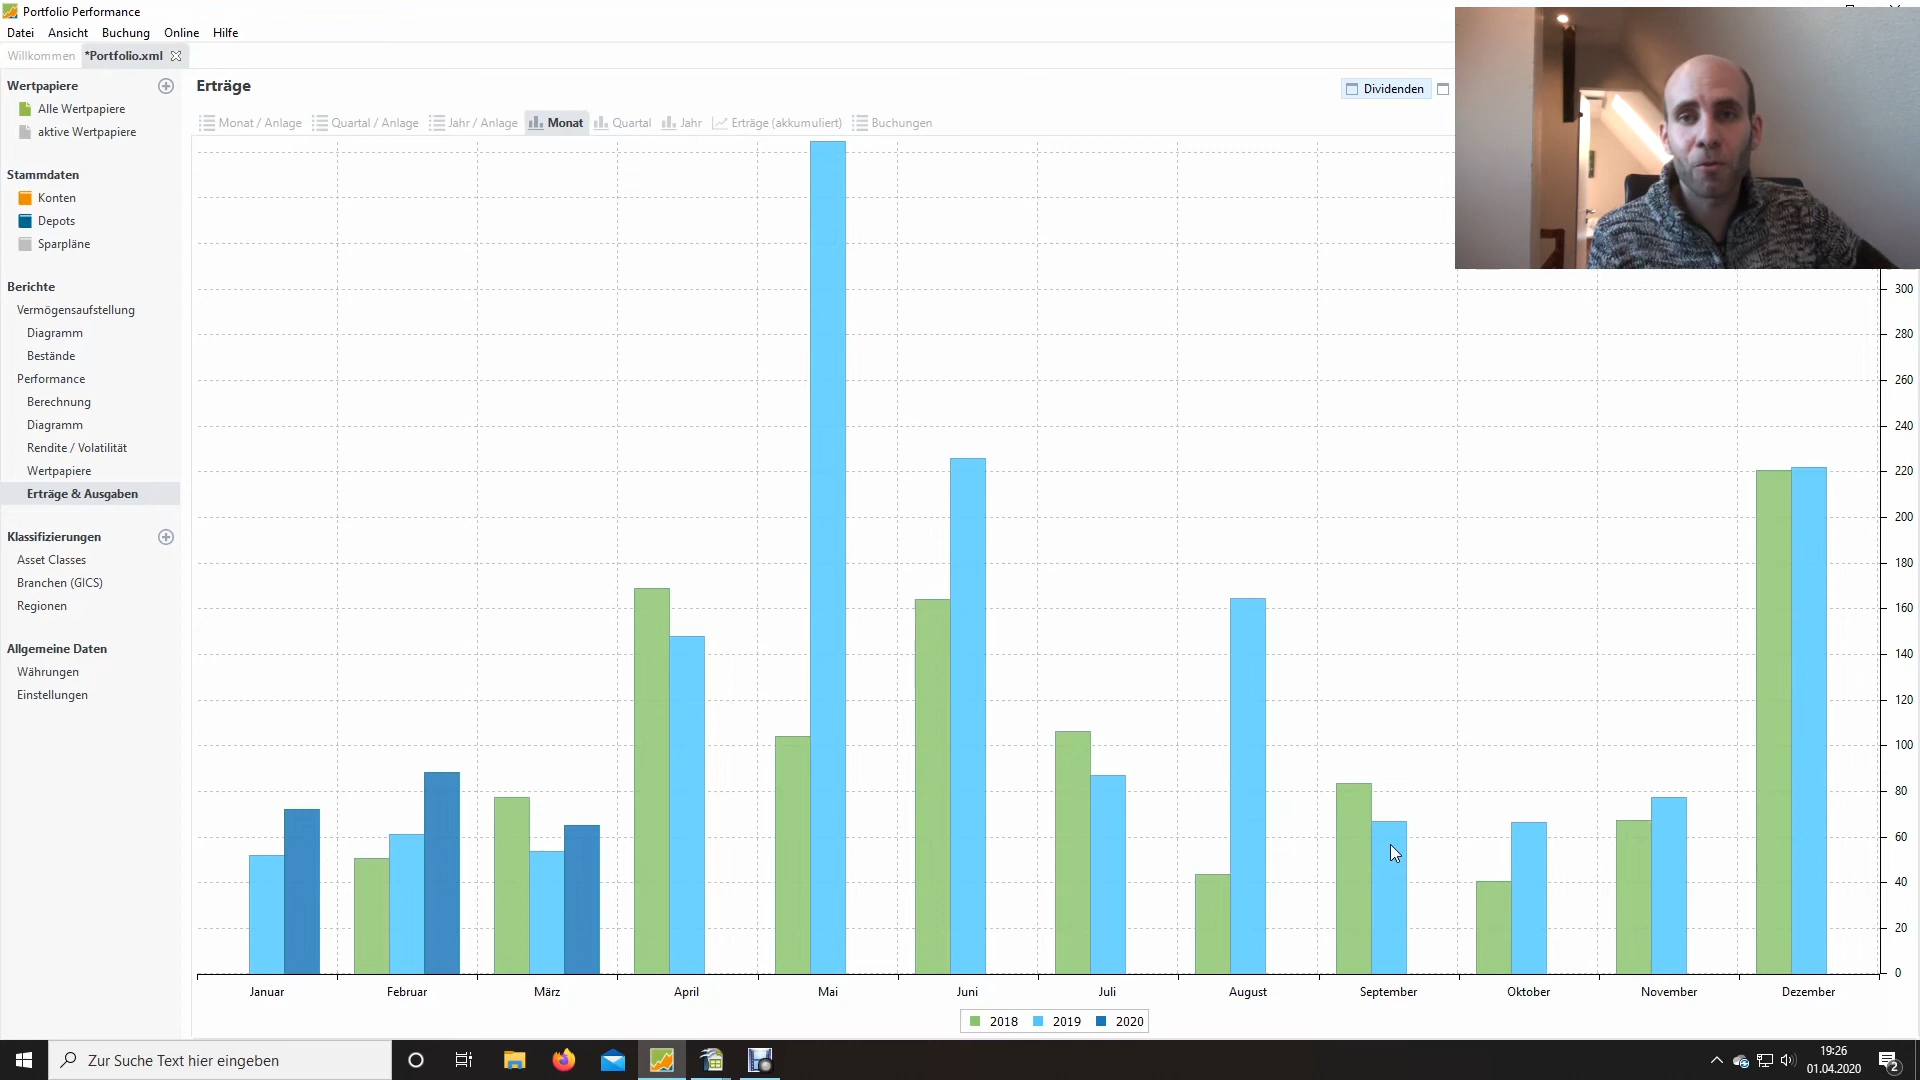 Portfolio Performance
Datei Ansicht Buchung Online Hilfe
Willkommen *Portfolio.xml
Wertpapiere
Alle Wertpapiere
aktive Wertpapiere
Stammdaten
Konten
Depots
Sparpläne
Berichte
Vermögensaufstellung
Diagramm
Bestände
Performance
Berechnung
Diagramm
Rendite / Volatilität
Wertpapiere
Erträge & Ausgaben
Klassifizierungen
Asset Classes
Branchen (GICS)
Regionen
Allgemeine Daten
Währungen
Einstellungen
Erträge
Dividenden
Monat / Anlage Quartal / Anlage Jahr / Anlage Monat Quartal Jahr Erträge (akkumuliert) Buchungen
300
280
260
240
220
200
180
160
140
120
100
80
60
40
20
0
Januar Februar März April Mai Juni Juli August September Oktober November Dezember
2018 2019 2020
Zur Suche Text hier eingeben
19:26
01.04.2020
2